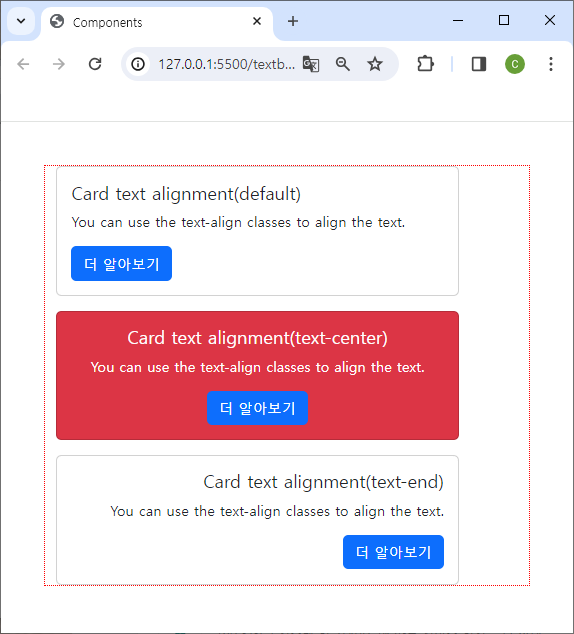 Components
127.0.0.1:5500/textb...
C
Card text alignment(default)
You can use the text-align classes to align the text.
더 알아보기
Card text alignment(text-center)
You can use the text-align classes to align the text.
더 알아보기
Card text alignment(text-end)
You can use the text-align classes to align the text.
더 알아보기